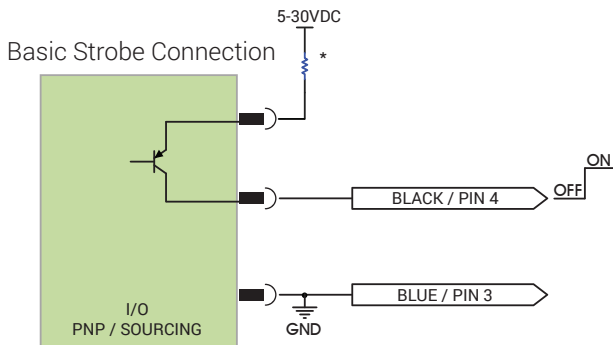 5-30VDC
Basic Strobe Connection
*
ON
OFF
BLACK / PIN 4
BLUE / PIN 3
I/O
PNP / SOURCING
GND